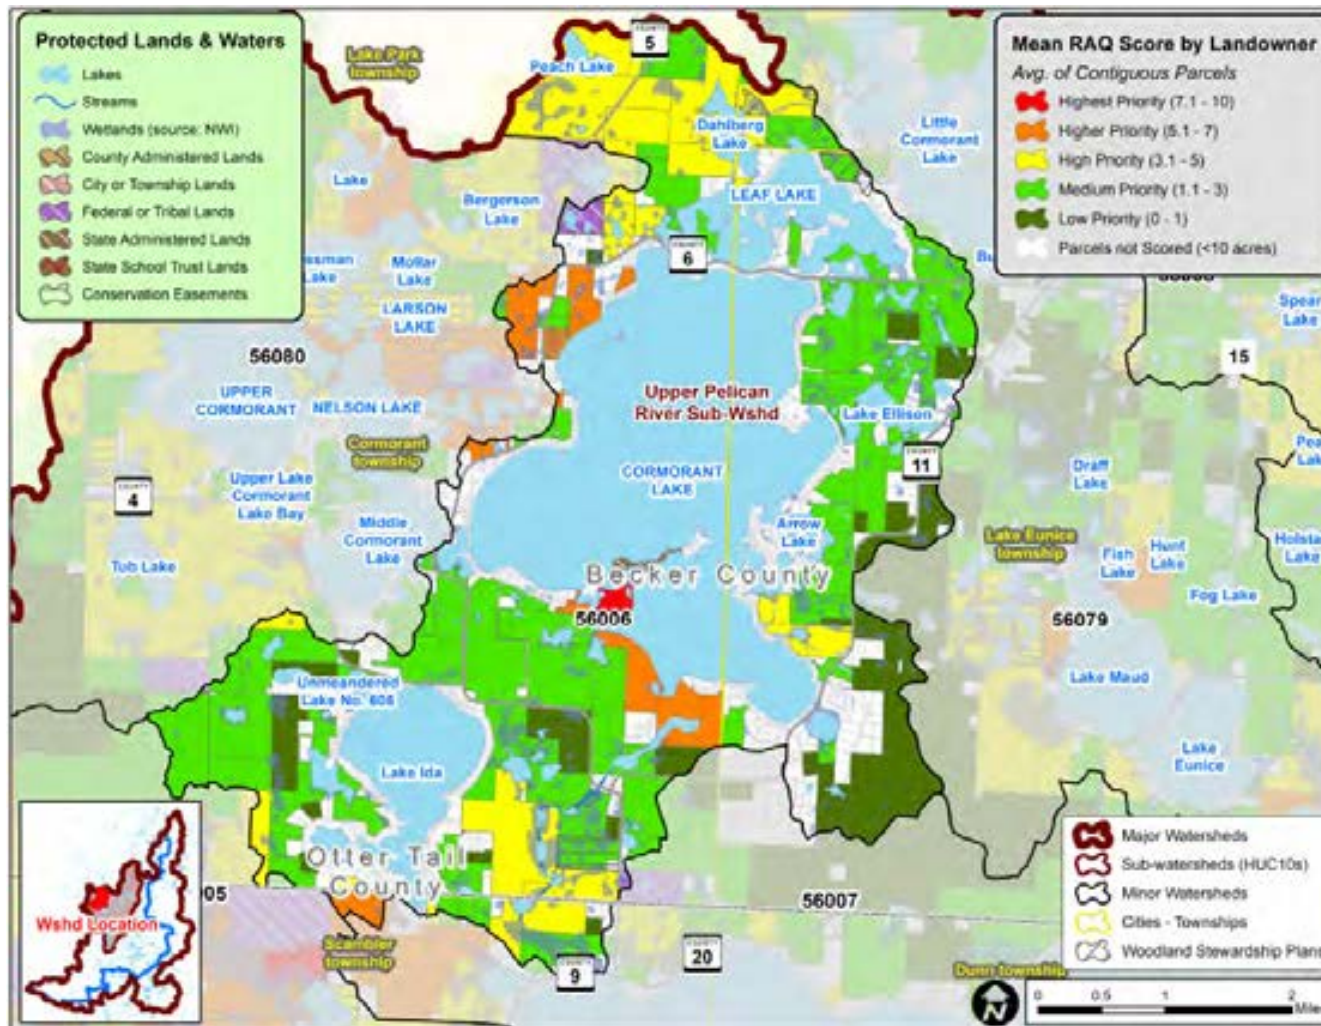 Protected Lands & Waters
Lakes
Streams
Wetlands (source: NWI)
County Administered Lands
City or Township Lands
Federal or Tribal Lands
State Administered Lands
State School Trust Lands
Conservation Easements
Mean RAQ Score by Landowner
Avg. of Contiguous Parcels
Highest Priority (7.1 - 10)
Higher Priority (5.1 - 7)
High Priority (3.1 - 5)
Medium Priority (1.1 - 3)
Low Priority (0 - 1)
Parcels not Scored (<10 acres)
Lake Park
township
COUNTY
5
Peach Lake
Dahlberg
Lake
Little
Cormorant
Lake
Lake
Bergerson
Lake
LEAF LAKE
COUNTY
6
Mollar
Lake
LARSON
LAKE
Lake
56080
UPPER
CORMORANT
NELSON LAKE
Cormorant
township
Upper Pelican
River Sub-Wshd
Lake Ellison
15
COUNTY
4
Upper Lake
Cormorant
Lake Bay
Middle
Cormorant
Lake
CORMORANT
LAKE
COUNTY
11
Draff
Lake
Tub Lake
Arrow
Lake
Lake Eunice
township
Fish
Lake
Hunt
Lake
Lake
Fog Lake
Becker County
56006
56079
Unmeandered
Lake No. 606
Lake Maud
Lake Ida
Lake
Eunice
Otter Tail
County
05
56007
Wshd Location
Scambler
township
COUNTY
9
COUNTY
20
Dunn township
Major Watersheds
Sub-watersheds (HUC10s)
Minor Watersheds
Cities - Townships
Woodland Stewardship Plans
N
0 0.5 1 2
Miles